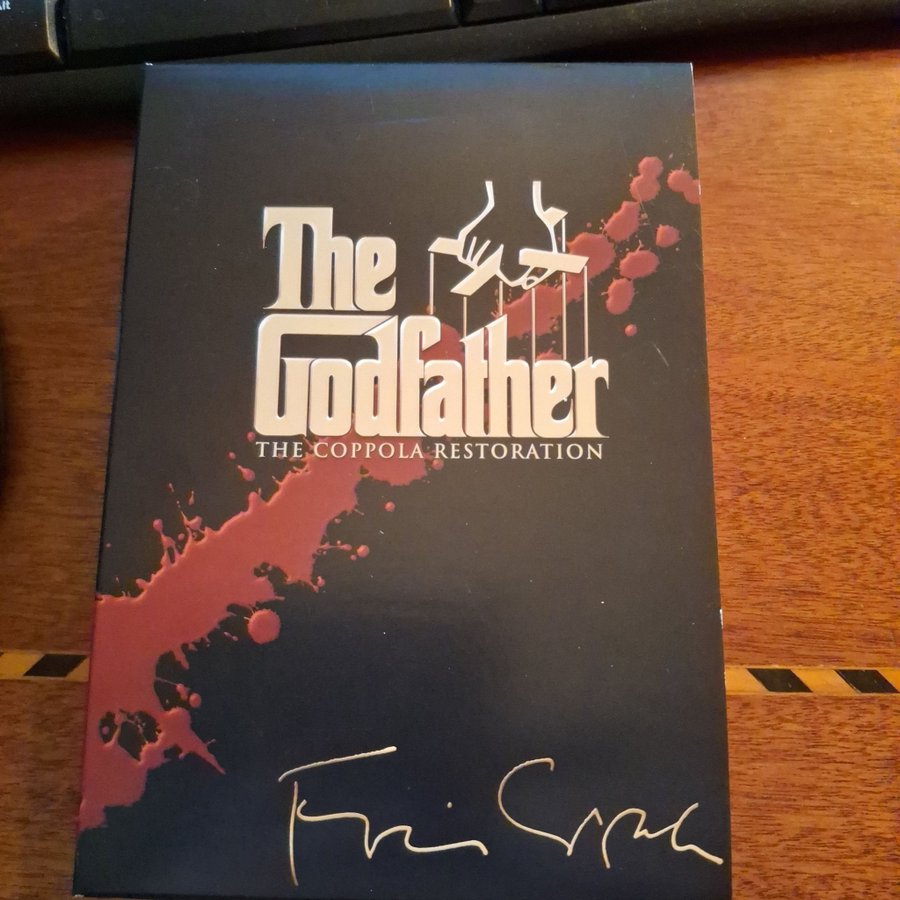 The
Godfather
THE COPPOLA RESTORATION